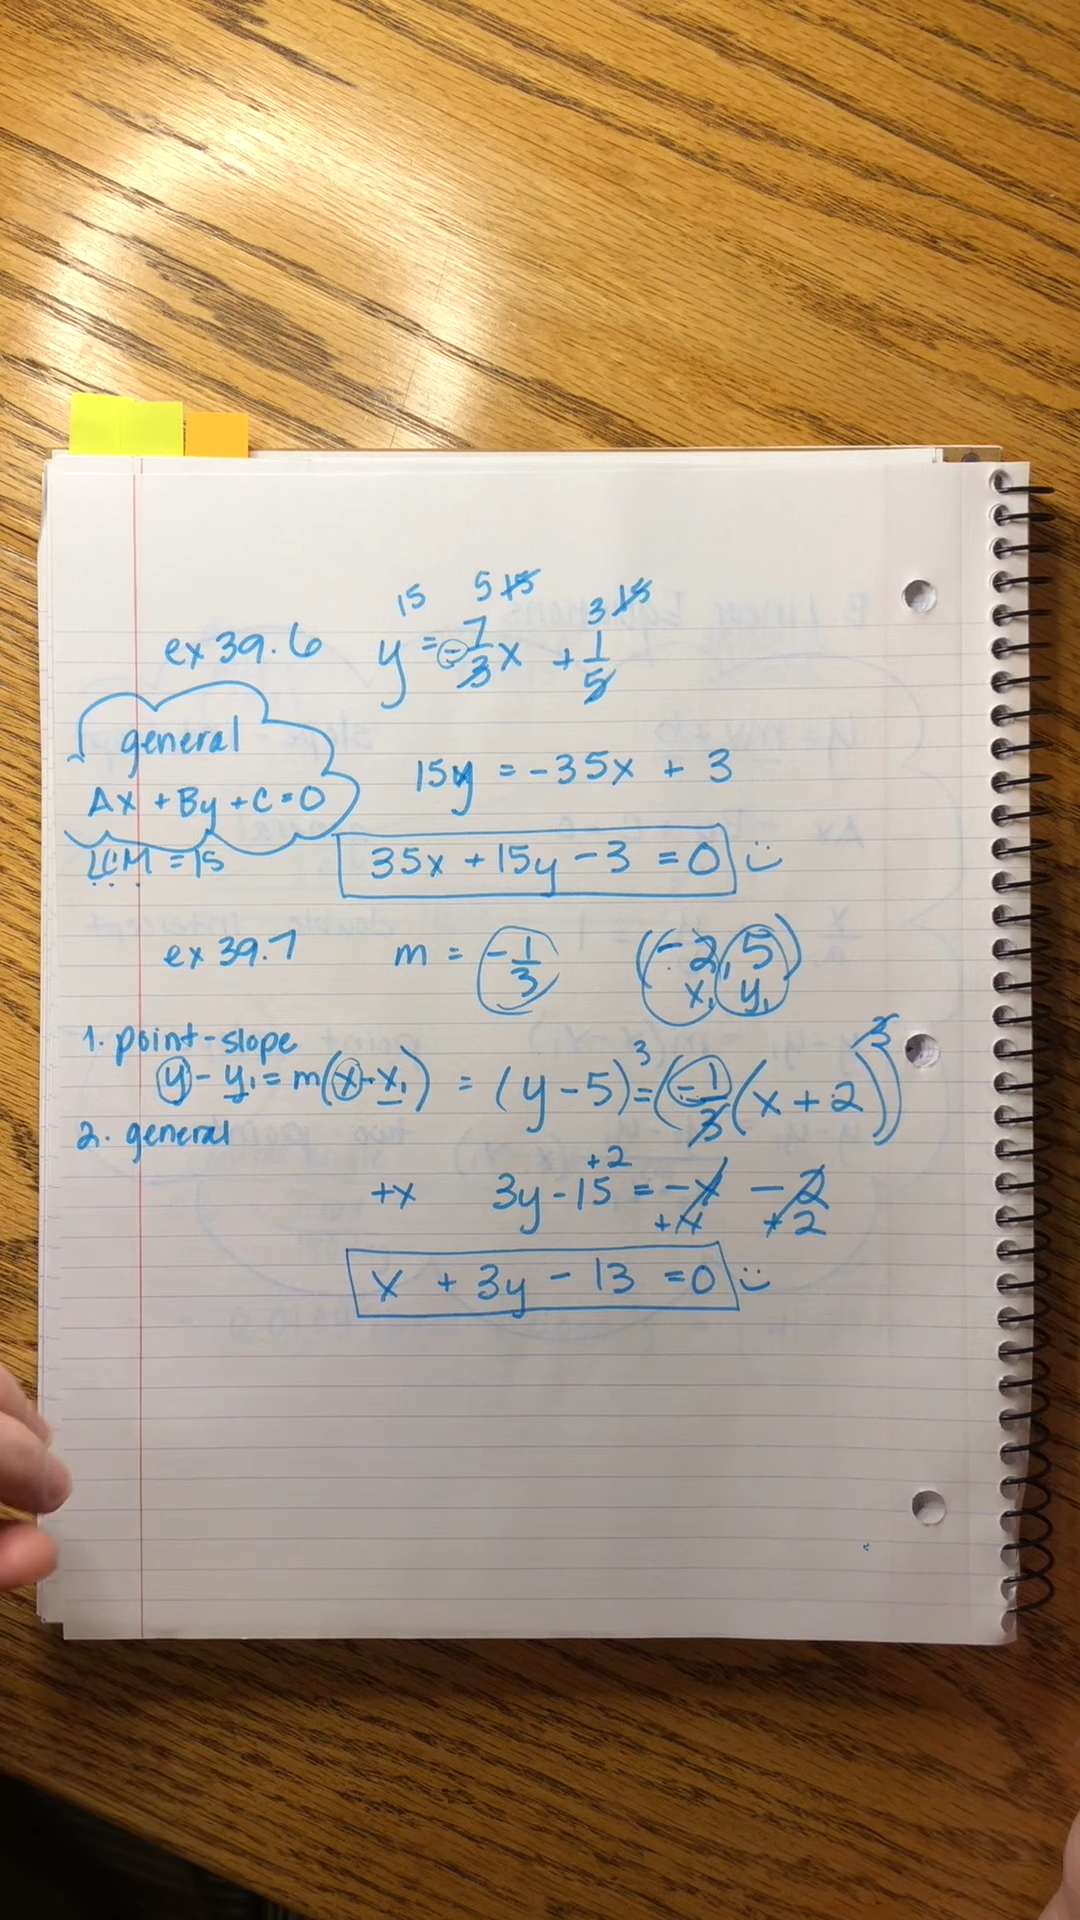 15 5 15 3 15
ex 39.6 y = -7/3 x + 1/5
general
Ax + By + C = 0
15y = -35x + 3
LCM = 15
35x + 15y - 3 = 0 :)
ex 39.7 m = -1/3 (-2, 5)
x₁ y₁
1. point-slope
y - y₁ = m(x - x₁) = (y - 5)3 = (-1/3 (x + 2))3
2. general
+2
+x 3y - 15 = -x - 2
+x +2
x + 3y - 13 = 0 :)